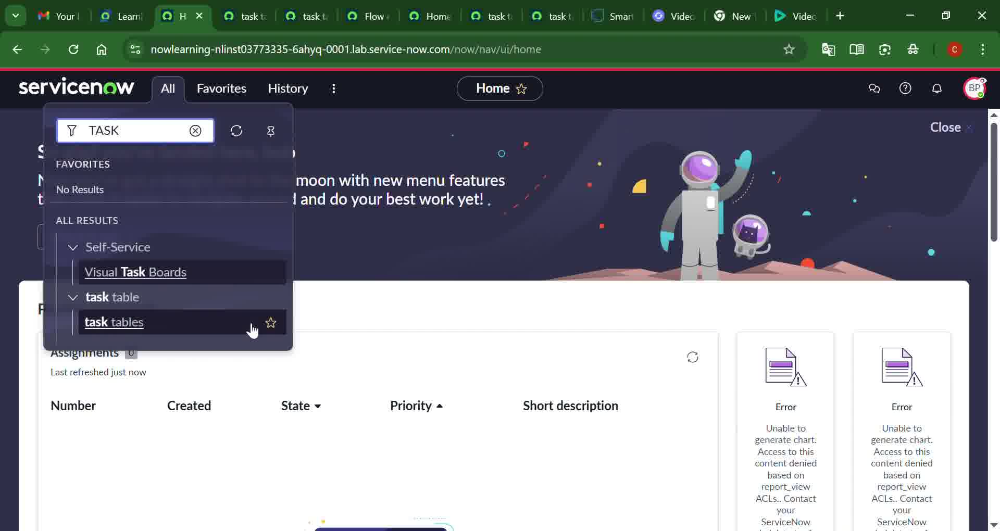 Your
Learni
H
task t
task t
Flow
Home
task t
task t
Smar
Video
New
Video
nowlearning-nlinst03773335-6ahyq-0001.lab.service-now.com/now/nav/ui/home
C
servicenow
All
Favorites
History
Home
BP
TASK
Close
FAVORITES
moon with new menu features
No Results
and do your best work yet!
ALL RESULTS
Self-Service
Visual Task Boards
task table
task tables
Assignments 0
Last refreshed just now
Number
Created
State
Priority
Short description
Error
Unable to
generate chart.
Access to this
content denied
based on
report_view
ACLs.. Contact
your
ServiceNow
Error
Unable to
generate chart.
Access to this
content denied
based on
report_view
ACLs.. Contact
your
ServiceNow